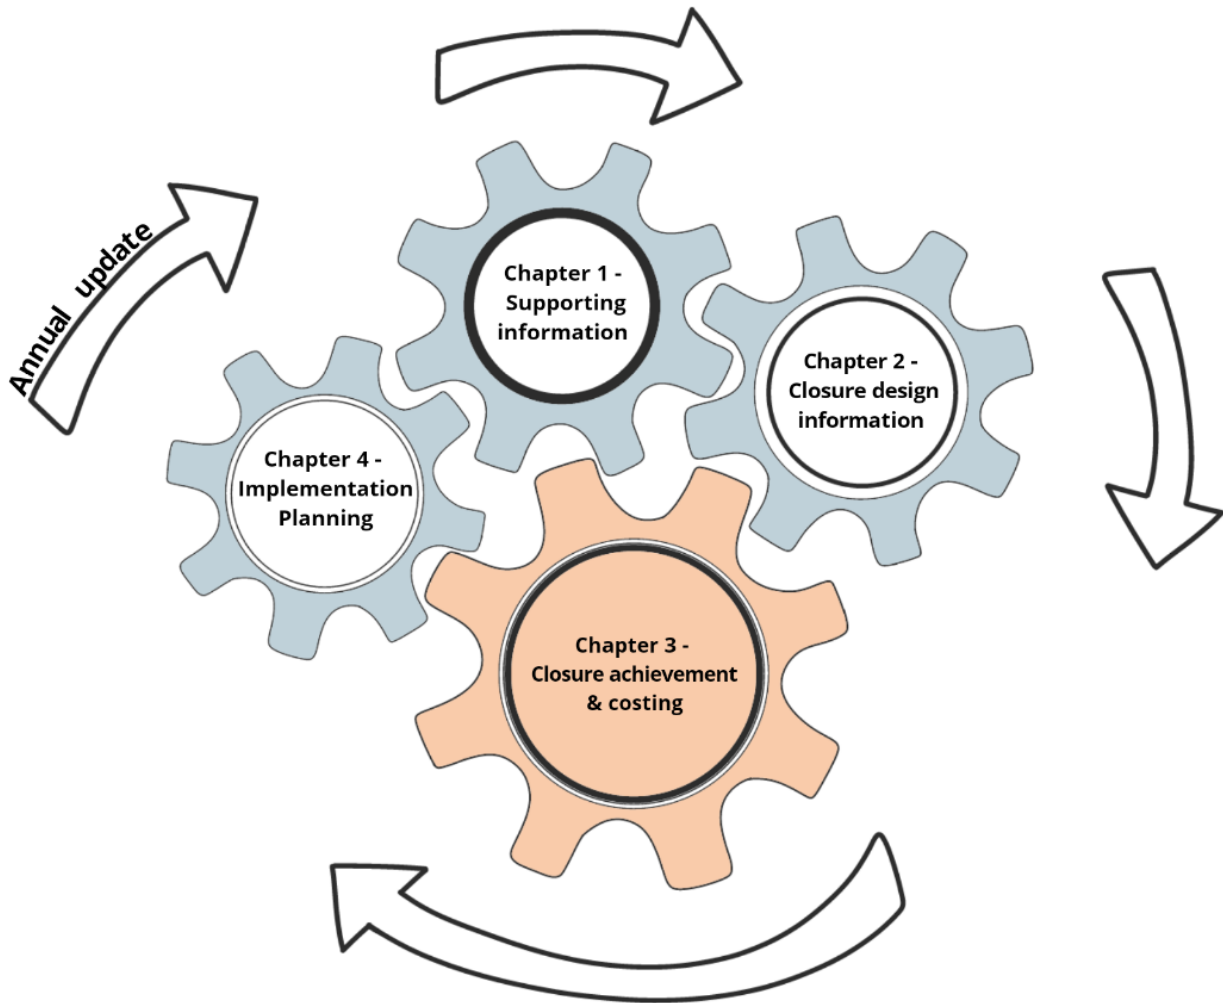 Annual update
Chapter 1 -
Supporting
information
Chapter 2 -
Closure design
information
Chapter 3 -
Closure achievement
& costing
Chapter 4 -
Implementation
Planning